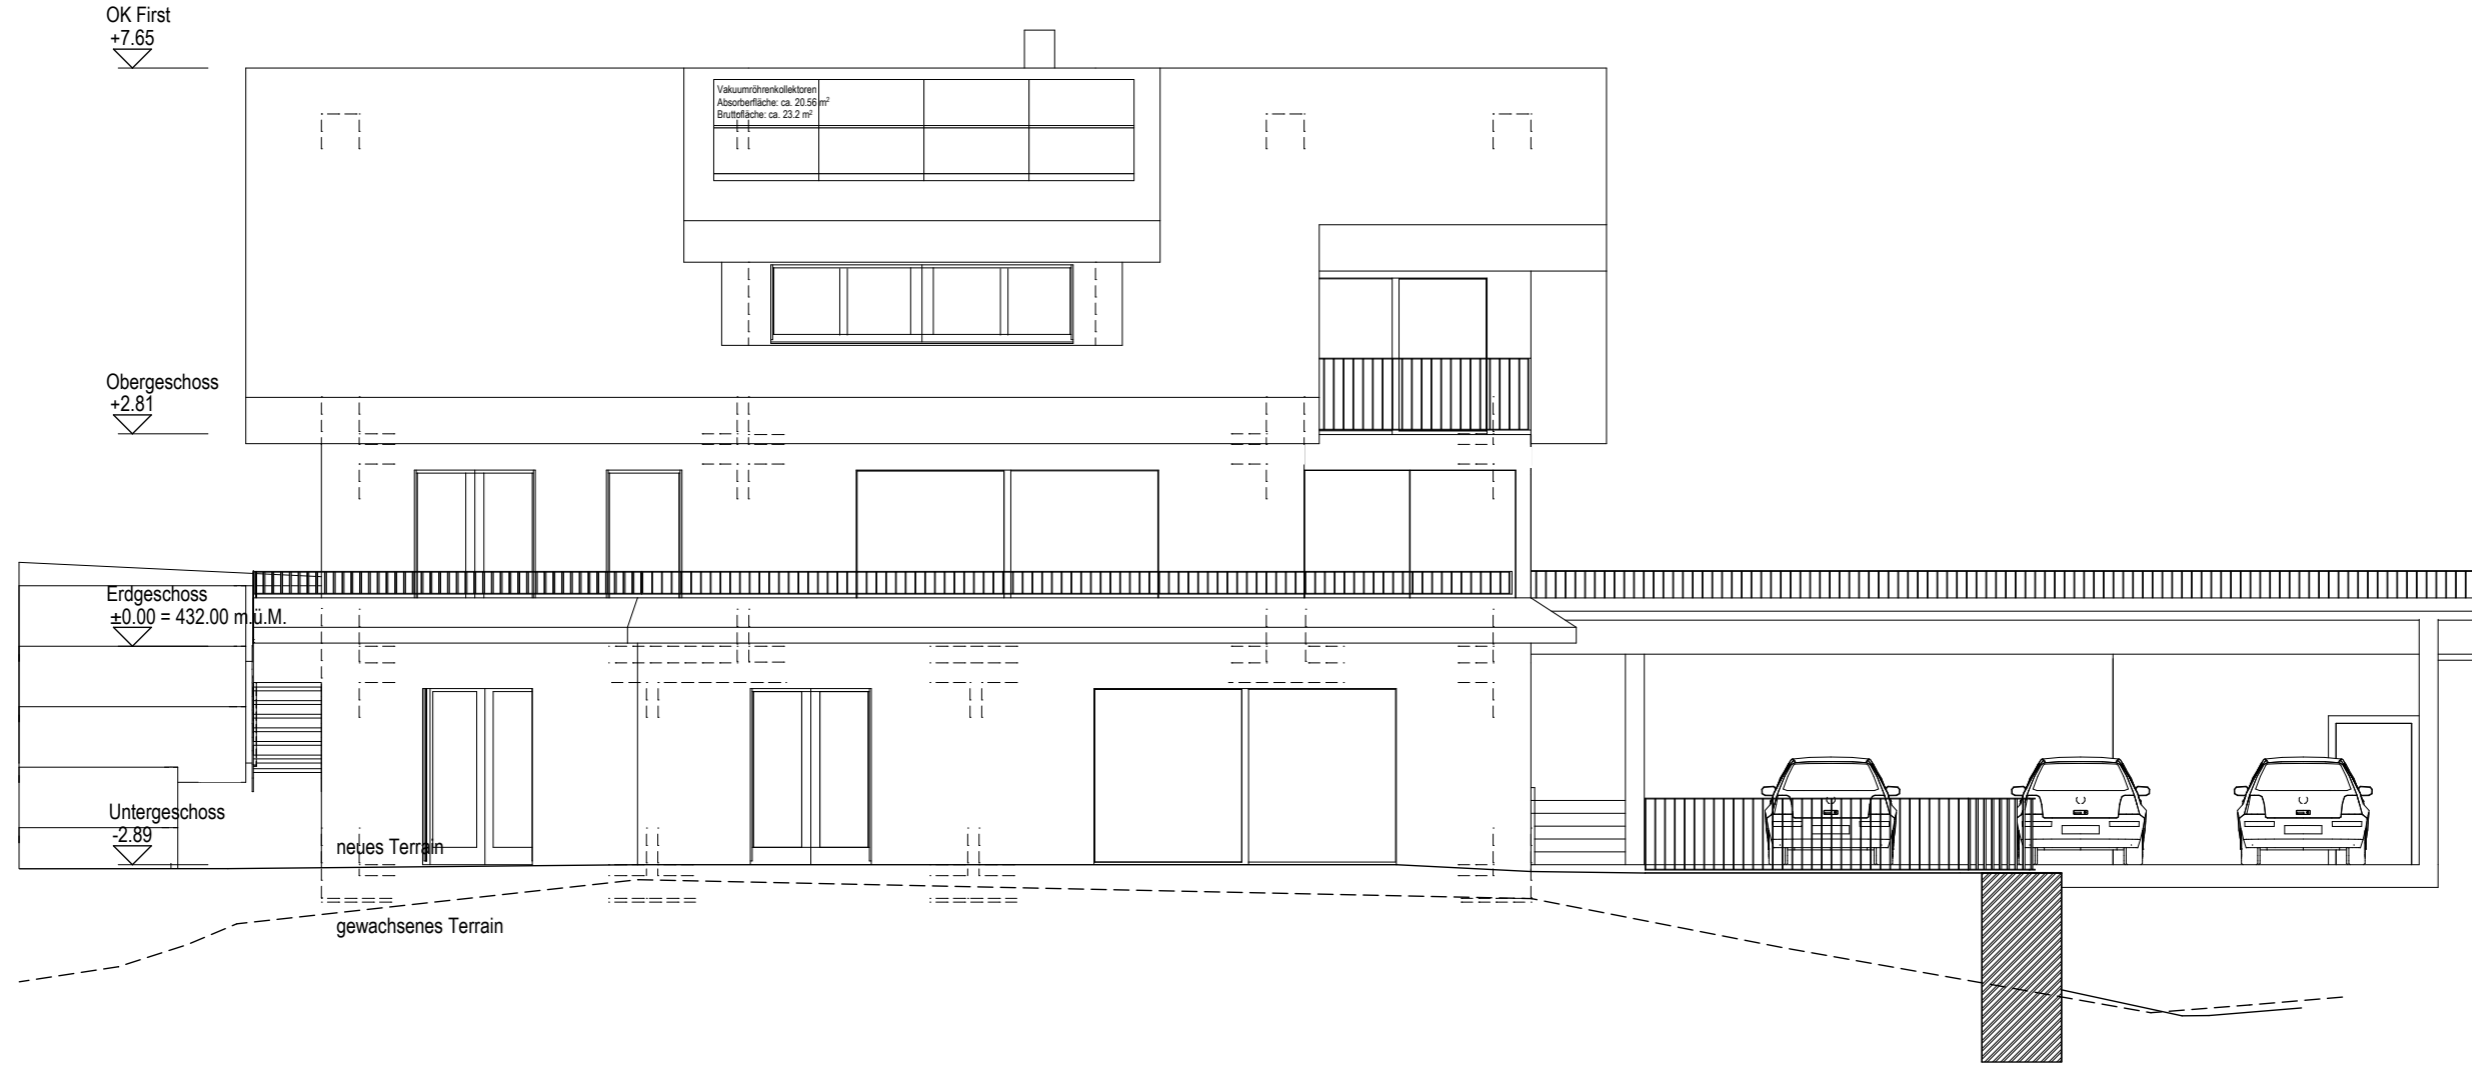 OK First
+7.65
Vakuumröhrenkollektoren
Absorberfläche: ca. 20.56 m²
Bruttofläche: ca. 23.2 m²
Obergeschoss
+2.81
Erdgeschoss
±0.00 = 432.00 m.ü.M.
Untergeschoss
-2.89
neues Terrain
gewachsenes Terrain